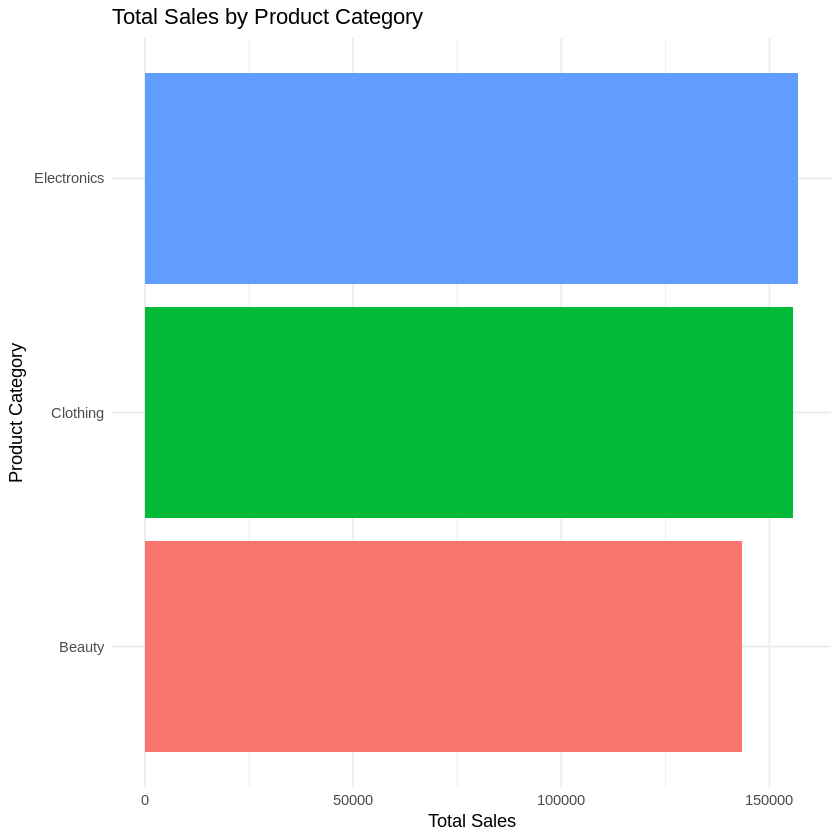 Total Sales by Product Category
Product Category
Electronics
Clothing
Beauty
0
50000
100000
150000
Total Sales